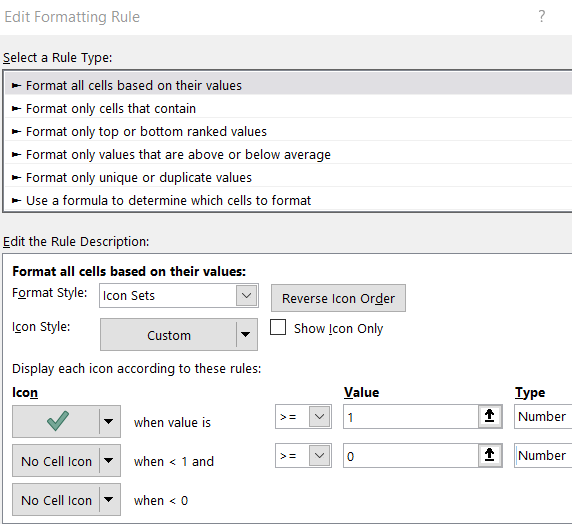 Edit Formatting Rule ?
Select a Rule Type:
► Format all cells based on their values
► Format only cells that contain
► Format only top or bottom ranked values
► Format only values that are above or below average
► Format only unique or duplicate values
► Use a formula to determine which cells to format
Edit the Rule Description:
Format all cells based on their values:
Format Style: Icon Sets Reverse Icon Order
Icon Style: Custom Show Icon Only
Display each icon according to these rules:
Icon Value Type
when value is >= 1 Number
No Cell Icon when < 1 and >= 0 Number
No Cell Icon when < 0